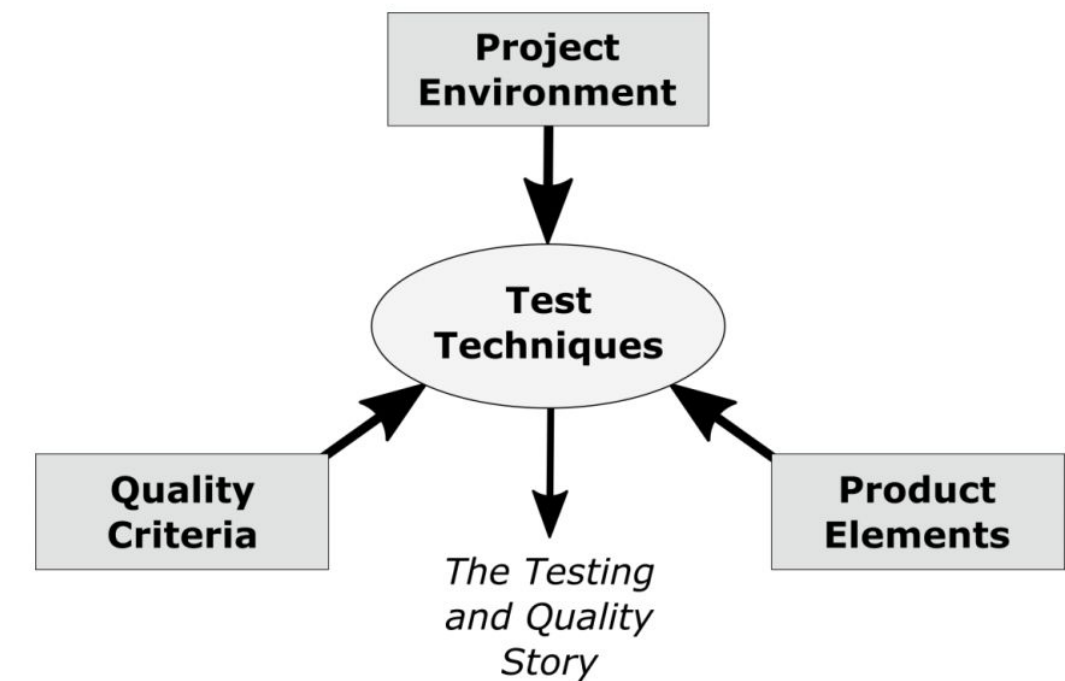 Project
Environment
Test
Techniques
Quality
Criteria
Product
Elements
The Testing
and Quality
Story